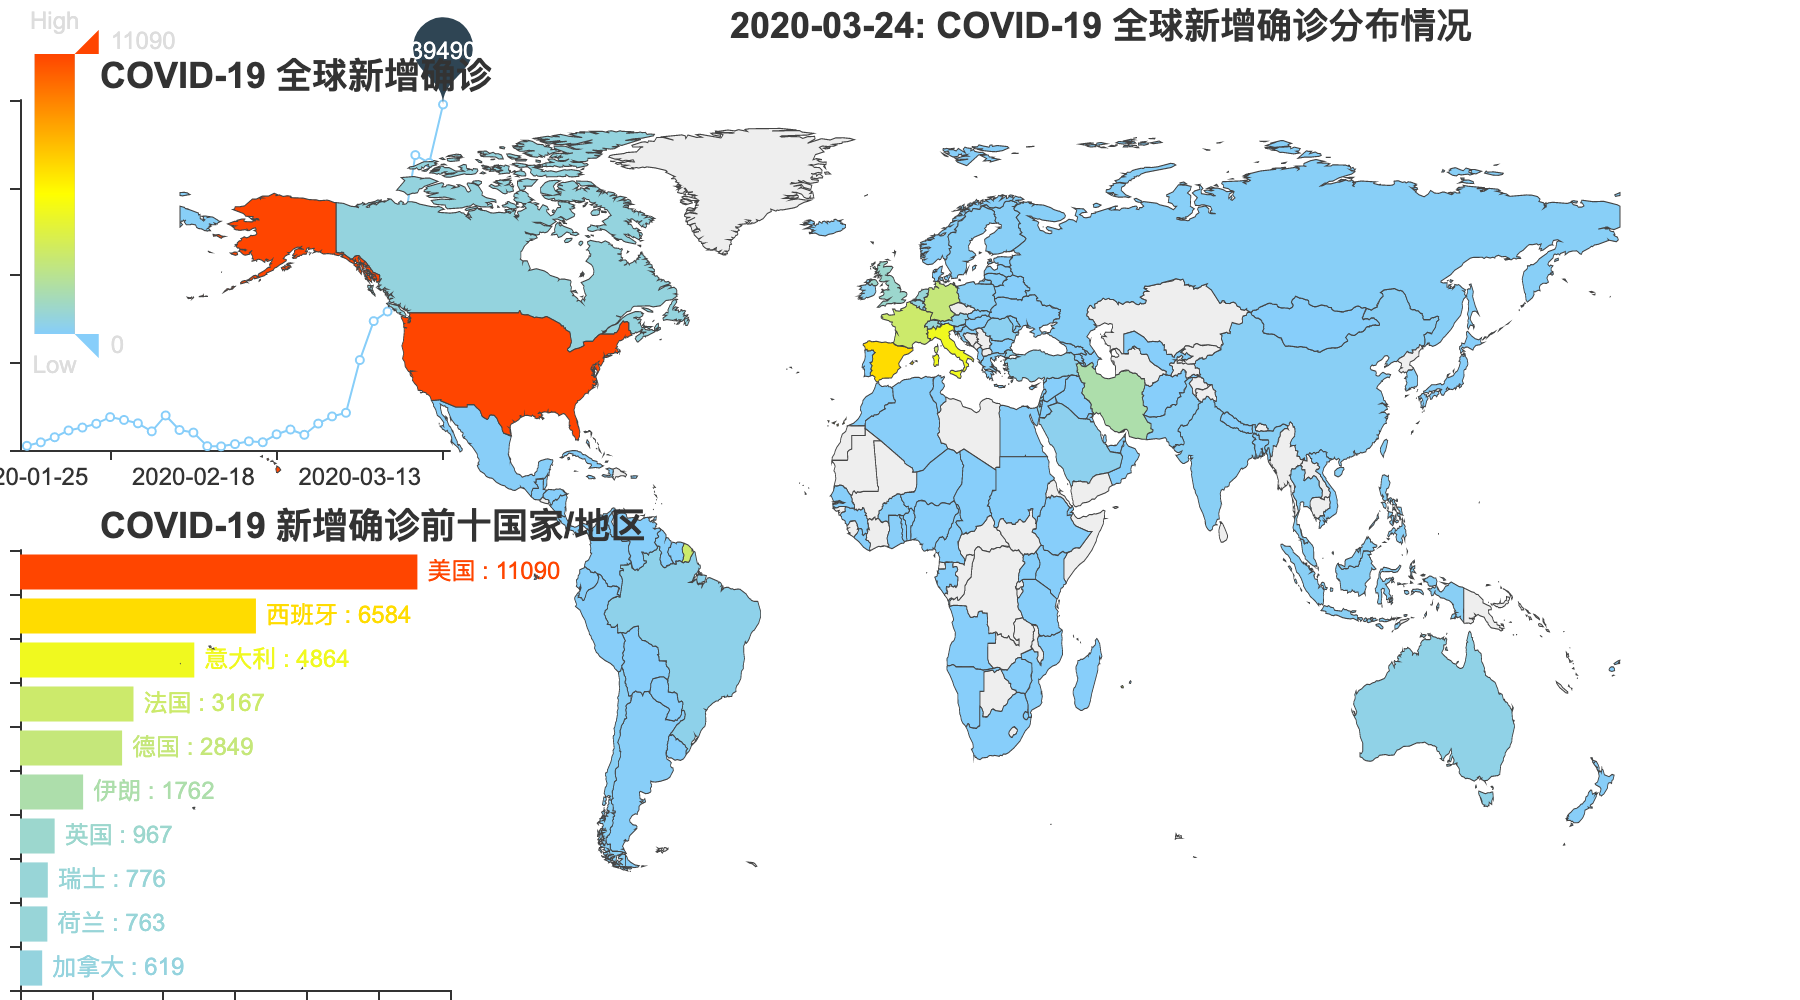 High
11090
0
Low
39490
COVID-19 全球新增确诊
2020-03-24: COVID-19 全球新增确诊分布情况
20-01-25
2020-02-18
2020-03-13
COVID-19 新增确诊前十国家/地区
美国 : 11090
西班牙 : 6584
意大利 : 4864
法国 : 3167
德国 : 2849
伊朗 : 1762
英国 : 967
瑞士 : 776
荷兰 : 763
加拿大 : 619